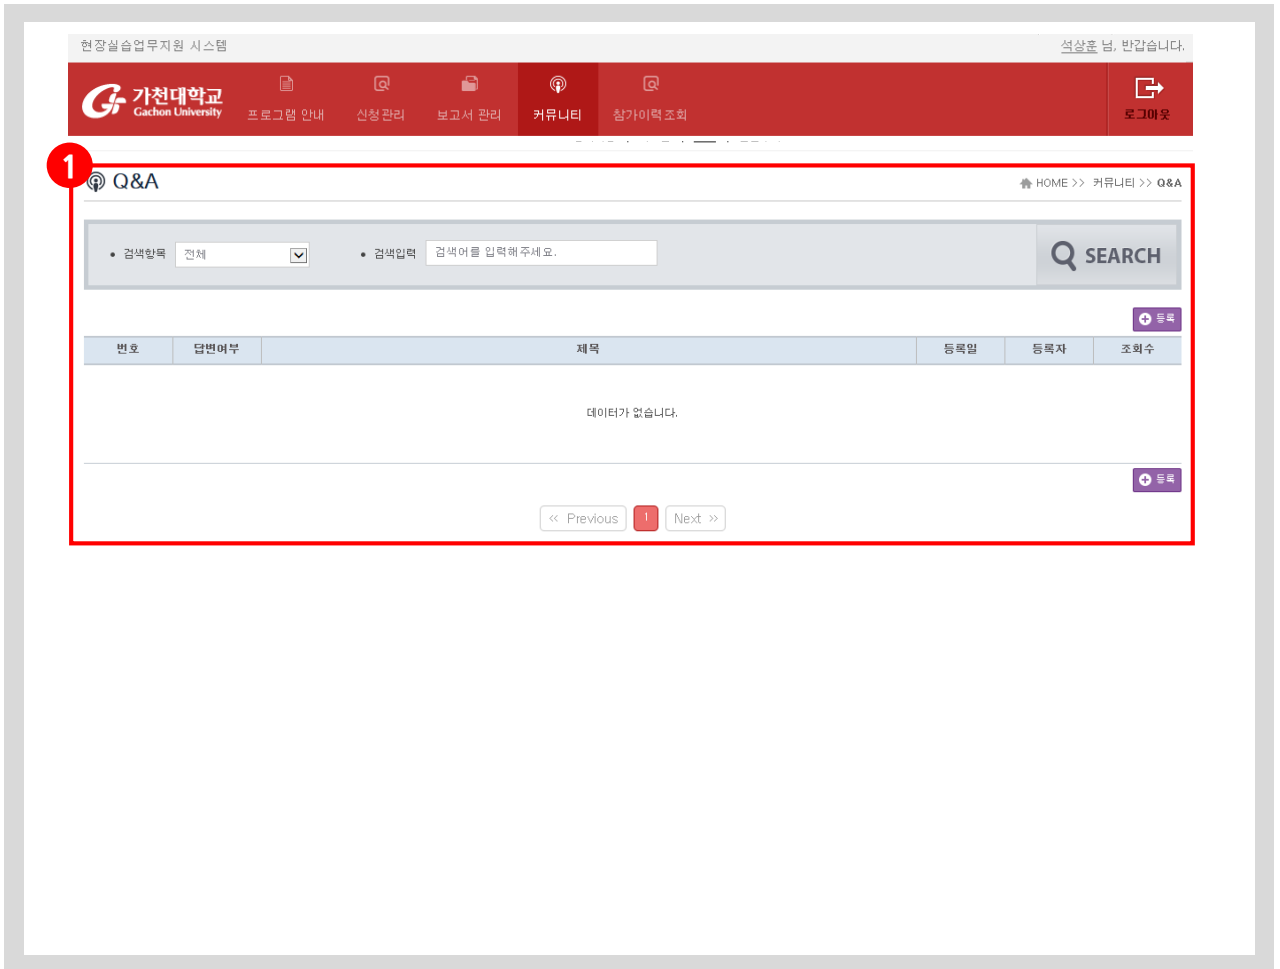 현장실습업무지원 시스템
석상훈 님, 반갑습니다.
가천대학교
Gachon University
프로그램 안내
신청관리
보고서 관리
커뮤니티
참가이력조회
로그아웃
1
Q&A
HOME >> 커뮤니티 >> Q&A
• 검색항목 전체
• 검색입력 검색어를 입력해주세요.
SEARCH
등록
번호 답변여부 제목 등록일 등록자 조회수
데이터가 없습니다.
등록
« Previous 1 Next »